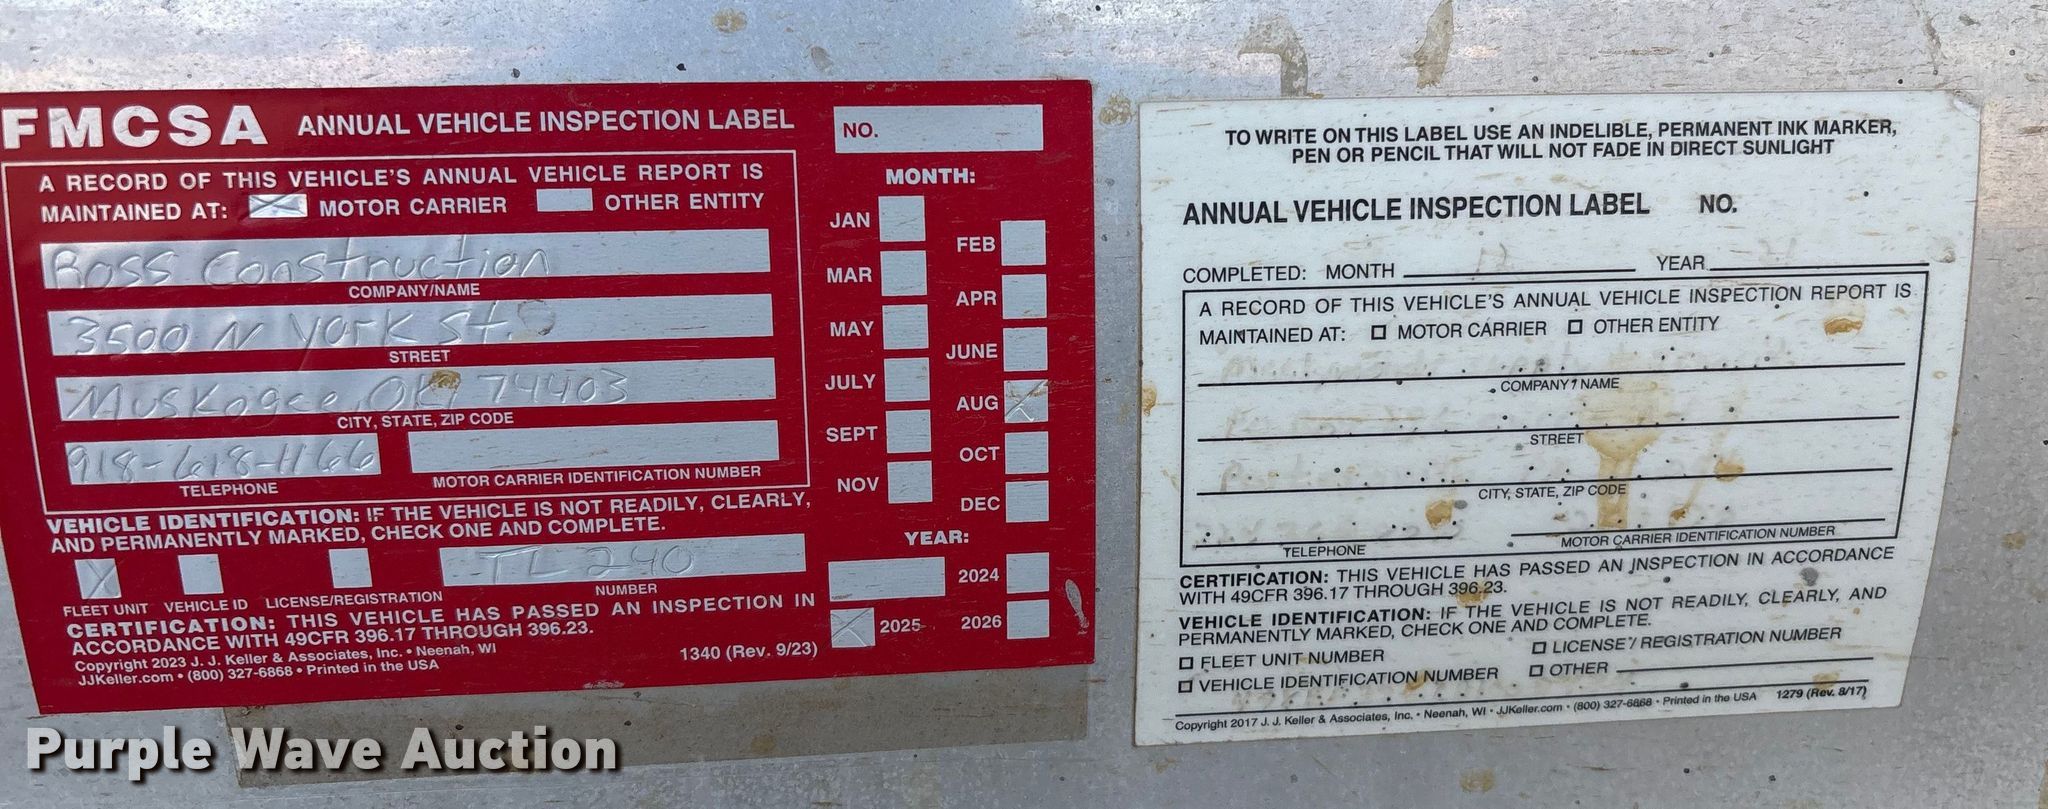 FMCSA ANNUAL VEHICLE INSPECTION LABEL
NO.
A RECORD OF THIS VEHICLE'S ANNUAL VEHICLE REPORT IS
MAINTAINED AT: MOTOR CARRIER OTHER ENTITY
Ross Construction
COMPANY/NAME
3500 N York St.
STREET
Muskogee, OK 74403
CITY, STATE, ZIP CODE
918-618-1166
TELEPHONE
MOTOR CARRIER IDENTIFICATION NUMBER
VEHICLE IDENTIFICATION: IF THE VEHICLE IS NOT READILY, CLEARLY,
AND PERMANENTLY MARKED, CHECK ONE AND COMPLETE.
X TL 240
FLEET UNIT VEHICLE ID LICENSE/REGISTRATION NUMBER
CERTIFICATION: THIS VEHICLE HAS PASSED AN INSPECTION IN
ACCORDANCE WITH 49CFR 396.17 THROUGH 396.23.
Copyright 2023 J. J. Keller & Associates, Inc. • Neenah, WI
JJKeller.com • (800) 327-6868 • Printed in the USA
1340 (Rev. 9/23)
MONTH:
JAN
FEB
MAR
APR
MAY
JUNE
JULY
AUG X
SEPT
OCT
NOV
DEC
YEAR:
2024
X 2025
2026
TO WRITE ON THIS LABEL USE AN INDELIBLE, PERMANENT INK MARKER,
PEN OR PENCIL THAT WILL NOT FADE IN DIRECT SUNLIGHT
ANNUAL VEHICLE INSPECTION LABEL NO.
COMPLETED: MONTH YEAR
A RECORD OF THIS VEHICLE'S ANNUAL VEHICLE INSPECTION REPORT IS
MAINTAINED AT: MOTOR CARRIER OTHER ENTITY
COMPANY / NAME
STREET
CITY, STATE, ZIP CODE
TELEPHONE MOTOR CARRIER IDENTIFICATION NUMBER
CERTIFICATION: THIS VEHICLE HAS PASSED AN INSPECTION IN ACCORDANCE
WITH 49CFR 396.17 THROUGH 396.23.
VEHICLE IDENTIFICATION: IF THE VEHICLE IS NOT READILY, CLEARLY, AND
PERMANENTLY MARKED, CHECK ONE AND COMPLETE.
FLEET UNIT NUMBER LICENSE / REGISTRATION NUMBER
VEHICLE IDENTIFICATION NUMBER OTHER
Copyright 2017 J. J. Keller & Associates, Inc. • Neenah, WI • JJKeller.com • (800) 327-6868 • Printed in the USA 1279 (Rev. 8/17)
Purple Wave Auction